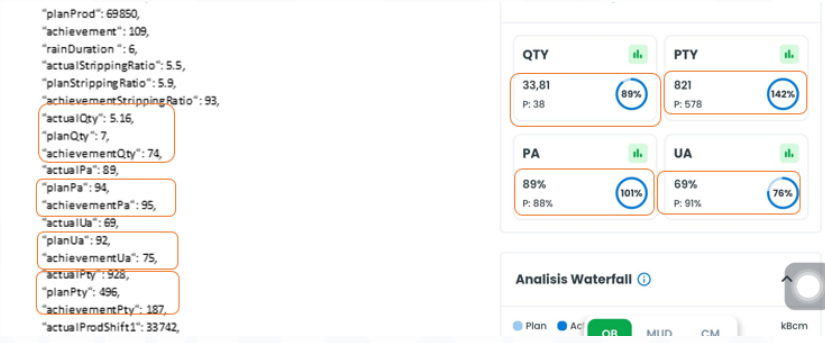 "planProd": 69850,
"achievement": 109,
"rainDuration ": 6,
"actualStrippingRatio": 5.5,
"planStrippingRatio": 5.9,
"achievementStrippingRatio": 93,
"actualQty": 5.16,
"planQty": 7,
"achievementQty": 74,
"actualPa": 89,
"planPa": 94,
"achievementPa": 95,
"actualUa": 69,
"planUa": 92,
"achievementUa": 75,
"actualPty": 928,
"planPty": 496,
"achievementPty": 187,
"actualProdShift1": 33742,
QTY
33,81
P: 38
89%
PTY
821
P: 578
142%
PA
89%
P: 88%
101%
UA
69%
P: 91%
76%
Analisis Waterfall
Plan Ac kBcm
OB MUD CM